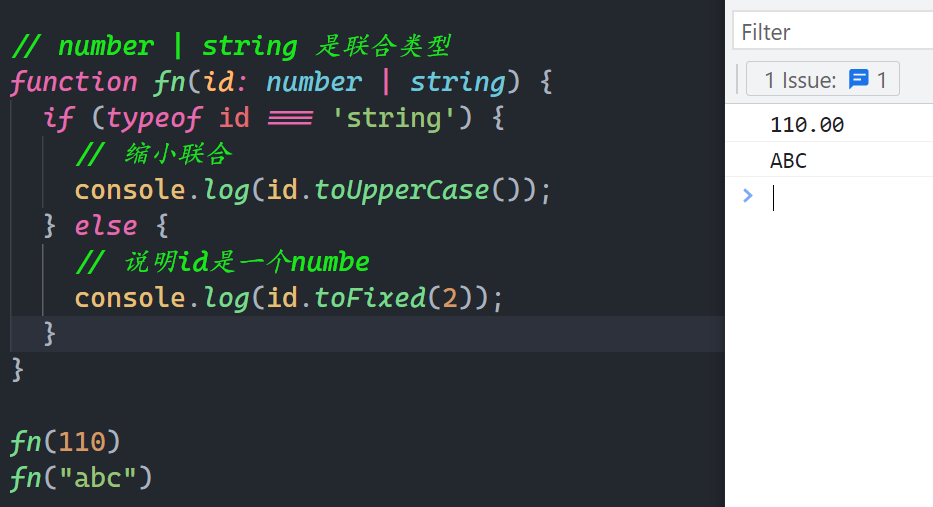 // number | string 是联合类型
function fn(id: number | string) {
if (typeof id === 'string') {
// 缩小联合
console.log(id.toUpperCase());
} else {
// 说明id是一个numbe
console.log(id.toFixed(2));
}
}
fn(110)
fn("abc")
Filter
1 Issue: 1
110.00
ABC
>